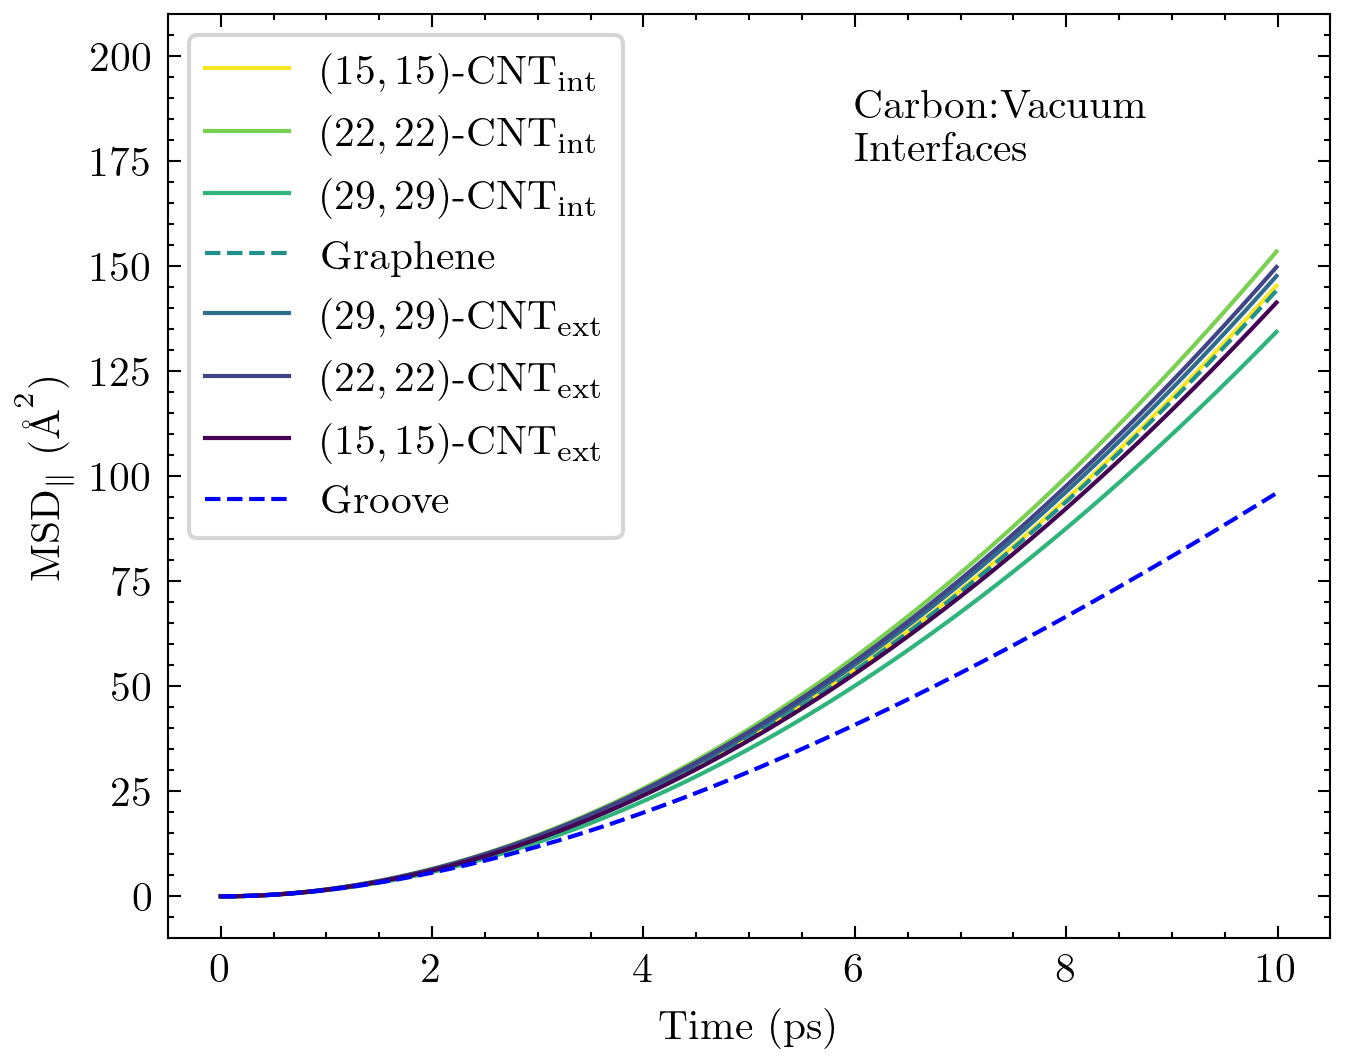 200
175
150
125
100
75
50
25
0
MSD∥ (Å²)
(15, 15)-CNT_int
(22, 22)-CNT_int
(29, 29)-CNT_int
Graphene
(29, 29)-CNT_ext
(22, 22)-CNT_ext
(15, 15)-CNT_ext
Groove
Carbon:Vacuum
Interfaces
0 2 4 6 8 10
Time (ps)